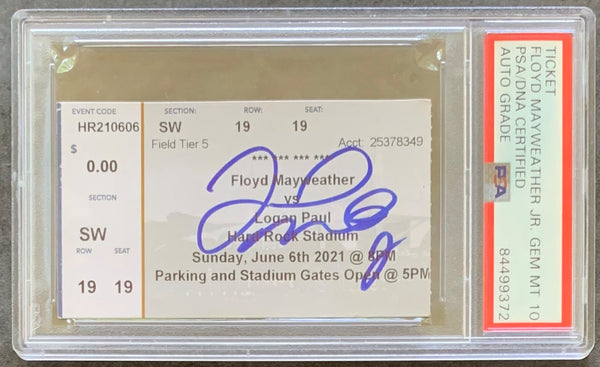 EVENT CODE
HR210606
$
0.00
SECTION
SW
19 19
SECTION: ROW: SEAT:
SW 19 19
Field Tier 5 Acct: 25378349
*** *** *** ***
Floyd Mayweather
vs
Logan Paul
Hard Rock Stadium
Sunday, June 6th 2021 @ 8PM
Parking and Stadium Gates Open @ 5PM
TICKET
FLOYD MAYWEATHER JR. GEM MT 10
PSA/DNA CERTIFIED
AUTO GRADE
PSA
84499372